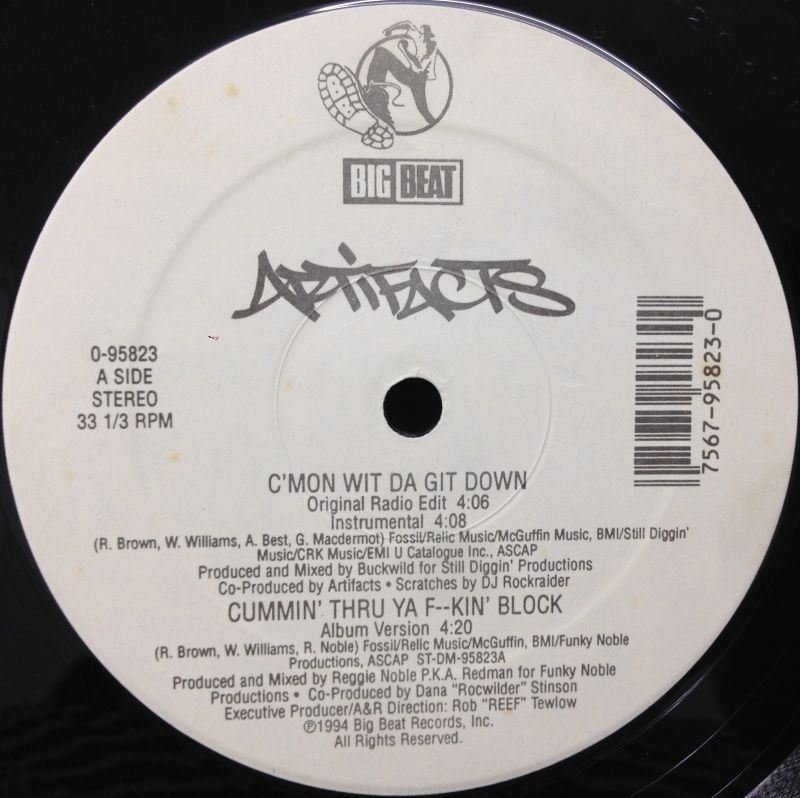 BIG BEAT
ARTIFACTS
0-95823
A SIDE
STEREO
33 1/3 RPM
7567-95823-0
C'MON WIT DA GIT DOWN
Original Radio Edit 4:06
Instrumental 4:08
(R. Brown, W. Williams, A. Best, G. Macdermot) Fossil/Relic Music/McGuffin Music, BMI/Still Diggin'
Music/CRK Music/EMI U Catalogue Inc., ASCAP
Produced and Mixed by Buckwild for Still Diggin' Productions
Co-Produced by Artifacts • Scratches by DJ Rockraider
CUMMIN' THRU YA F--KIN' BLOCK
Album Version 4:20
(R. Brown, W. Williams, R. Noble) Fossil/Relic Music/McGuffin, BMI/Funky Noble
Productions, ASCAP ST-DM-95823A
Produced and Mixed by Reggie Noble P.K.A. Redman for Funky Noble
Productions • Co-Produced by Dana "Rocwilder" Stinson
Executive Producer/A&R Direction: Rob "REEF" Tewlow
℗1994 Big Beat Records, Inc.
All Rights Reserved.